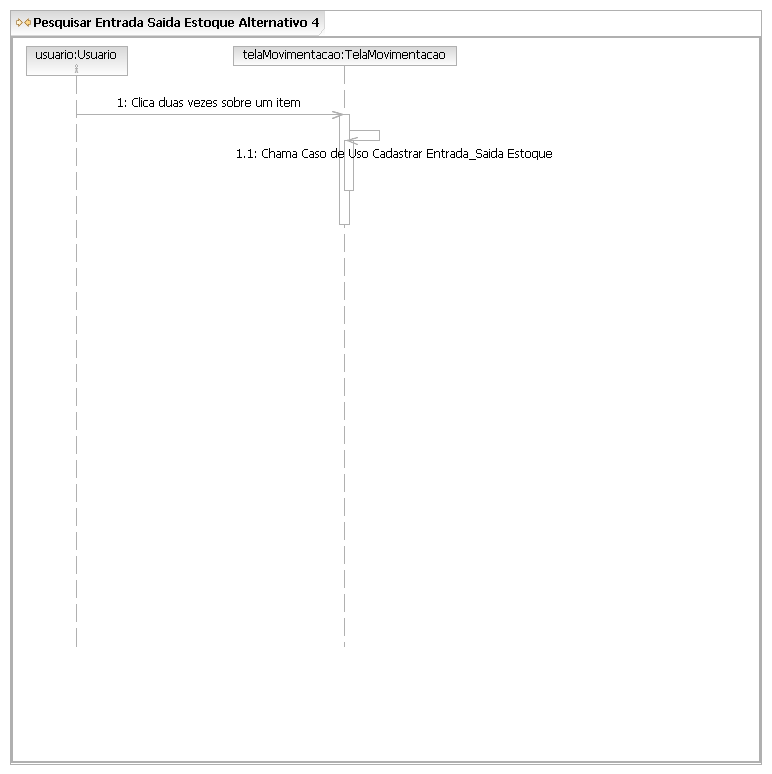 Pesquisar Entrada Saida Estoque Alternativo 4
usuario:Usuario
telaMovimentacao:TelaMovimentacao
1: Clica duas vezes sobre um item
1.1: Chama Caso de Uso Cadastrar Entrada_Saida Estoque